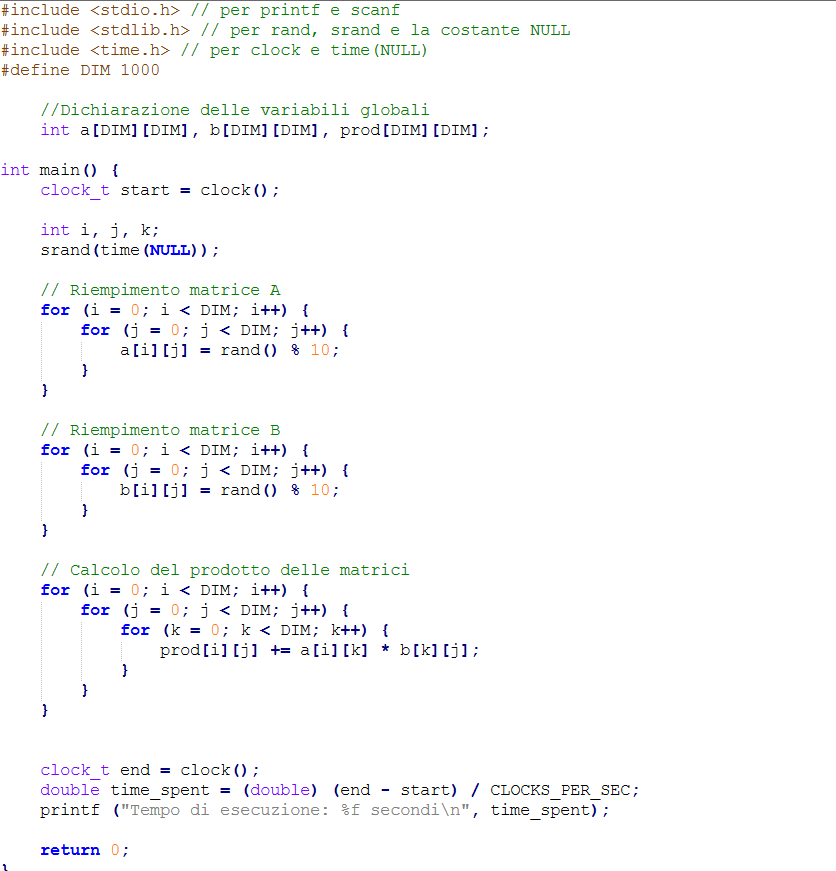 #include <stdio.h> // per printf e scanf
#include <stdlib.h> // per rand, srand e la costante NULL
#include <time.h> // per clock e time(NULL)
#define DIM 1000
//Dichiarazione delle variabili globali
int a[DIM][DIM], b[DIM][DIM], prod[DIM][DIM];
int main() {
clock_t start = clock();
int i, j, k;
srand(time(NULL));
// Riempimento matrice A
for (i = 0; i < DIM; i++) {
for (j = 0; j < DIM; j++) {
a[i][j] = rand() % 10;
}
}
// Riempimento matrice B
for (i = 0; i < DIM; i++) {
for (j = 0; j < DIM; j++) {
b[i][j] = rand() % 10;
}
}
// Calcolo del prodotto delle matrici
for (i = 0; i < DIM; i++) {
for (j = 0; j < DIM; j++) {
for (k = 0; k < DIM; k++) {
prod[i][j] += a[i][k] * b[k][j];
}
}
}
clock_t end = clock();
double time_spent = (double) (end - start) / CLOCKS_PER_SEC;
printf ("Tempo di esecuzione: %f secondi\n", time_spent);
return 0;
}